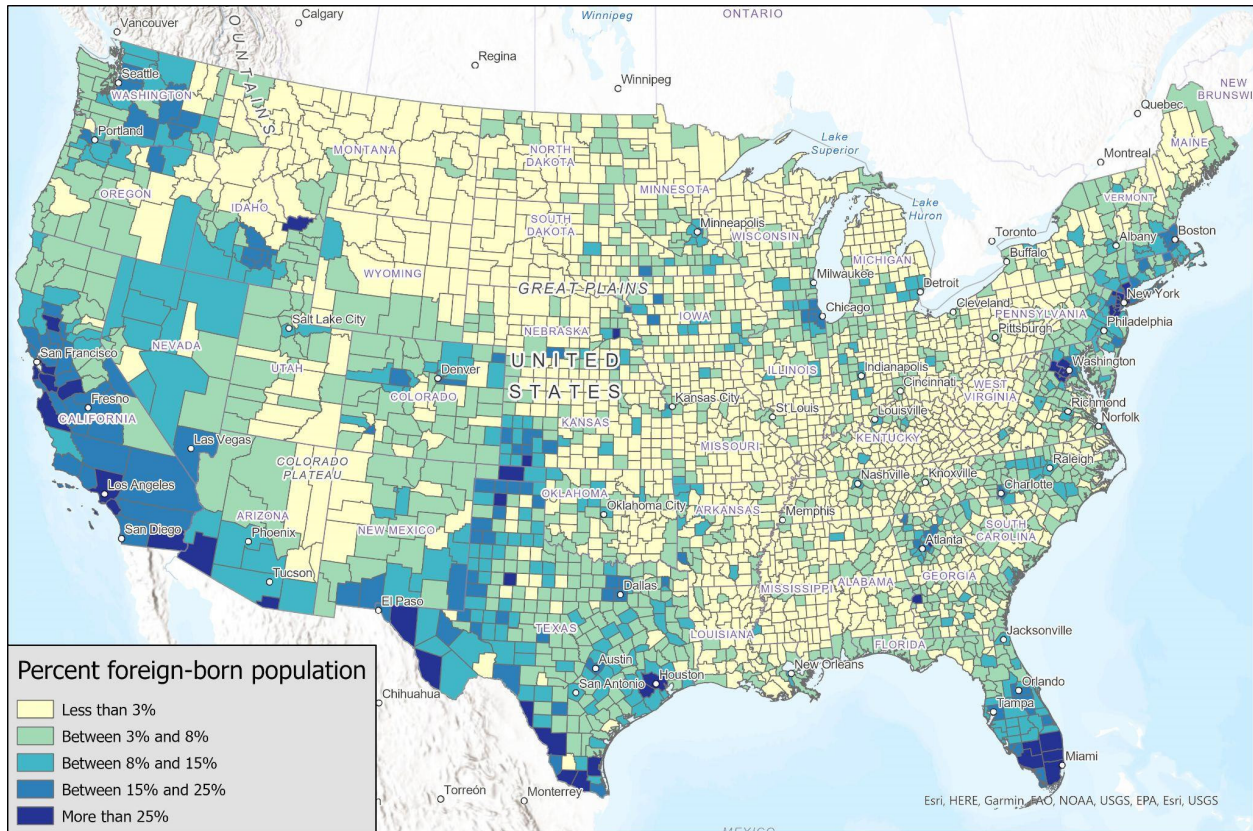 Vancouver
Calgary
Winnipeg
ONTARIO
Regina
Winnipeg
OUNTAINS
Seattle
WASHINGTON
Portland
MONTANA
NORTH
DAKOTA
Lake
Superior
Quebec
NEW
BRUNSWI
Montreal
MAINE
OREGON
IDAHO
MINNESOTA
Minneapolis
SOUTH
DAKOTA
WISCONSIN
Lake
Huron
VERMONT
Toronto
Albany
Boston
Buffalo
WYOMING
GREAT PLAINS
Milwaukee
MICHIGAN
Detroit
Chicago
Cleveland
New York
PENNSYLVANIA
Pittsburgh
Philadelphia
Salt Lake City
NEBRASKA
IOWA
NEVADA
San Francisco
UTAH
UNITED
STATES
Denver
COLORADO
ILLINOIS
Indianapolis
Cincinnati
Washington
WEST
VIRGINIA
Fresno
CALIFORNIA
KANSAS
Kansas City
St Louis
Louisville
Richmond
Norfolk
Las Vegas
MISSOURI
KENTUCKY
COLORADO
PLATEAU
Nashville
Knoxville
Raleigh
Los Angeles
OKLAHOMA
Charlotte
ARIZONA
Oklahoma City
ARKANSAS
Memphis
San Diego
Phoenix
NEW MEXICO
SOUTH
CAROLINA
Atlanta
Tucson
Dallas
MISSISSIPPI
ALABAMA
GEORGIA
El Paso
TEXAS
LOUISIANA
FLORIDA
Jacksonville
Austin
San Antonio
Houston
New Orleans
Orlando
Tampa
Chihuahua
Miami
Torreón
Monterrey
MEXICO
Percent foreign-born population
Less than 3%
Between 3% and 8%
Between 8% and 15%
Between 15% and 25%
More than 25%
Esri, HERE, Garmin, FAO, NOAA, USGS, EPA, Esri, USGS